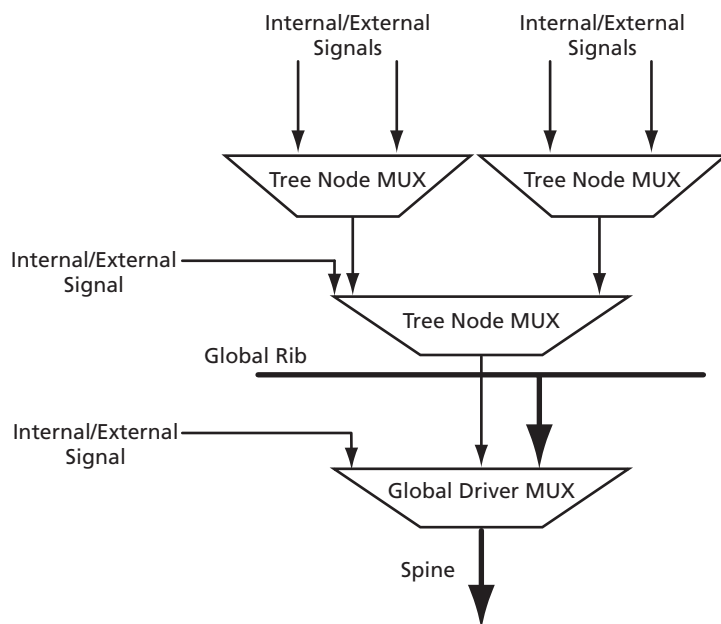 Internal/External
Signals
Internal/External
Signals
Tree Node MUX
Tree Node MUX
Internal/External
Signal
Tree Node MUX
Global Rib
Internal/External
Signal
Global Driver MUX
Spine